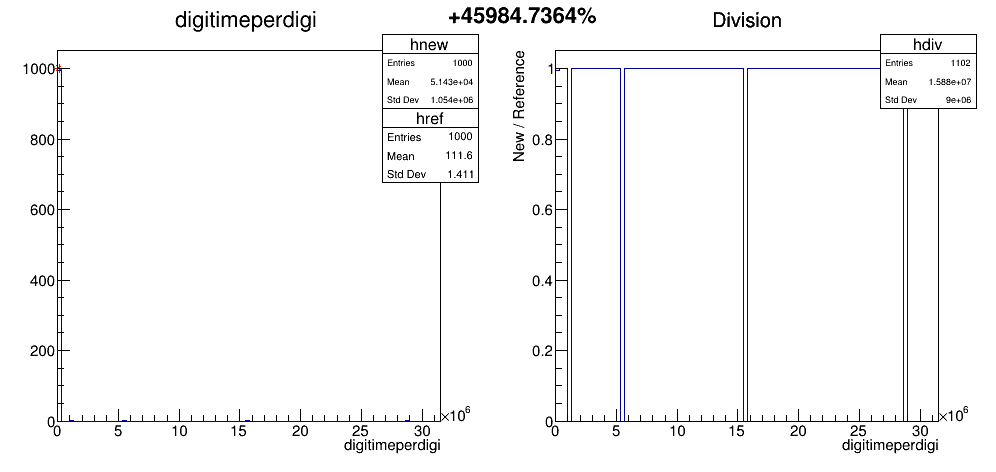 +45984.7364%
digitimeperdigi
hnew
Entries 1000
Mean 5.143e+04
Std Dev 1.054e+06
href
Entries 1000
Mean 111.6
Std Dev 1.411
1000
800
600
400
200
0
0 5 10 15 20 25 30 ×10⁶
digitimeperdigi
Division
hdiv
Entries 1102
Mean 1.588e+07
Std Dev 9e+06
New / Reference
1
0.8
0.6
0.4
0.2
0
0 5 10 15 20 25 30 ×10⁶
digitimeperdigi